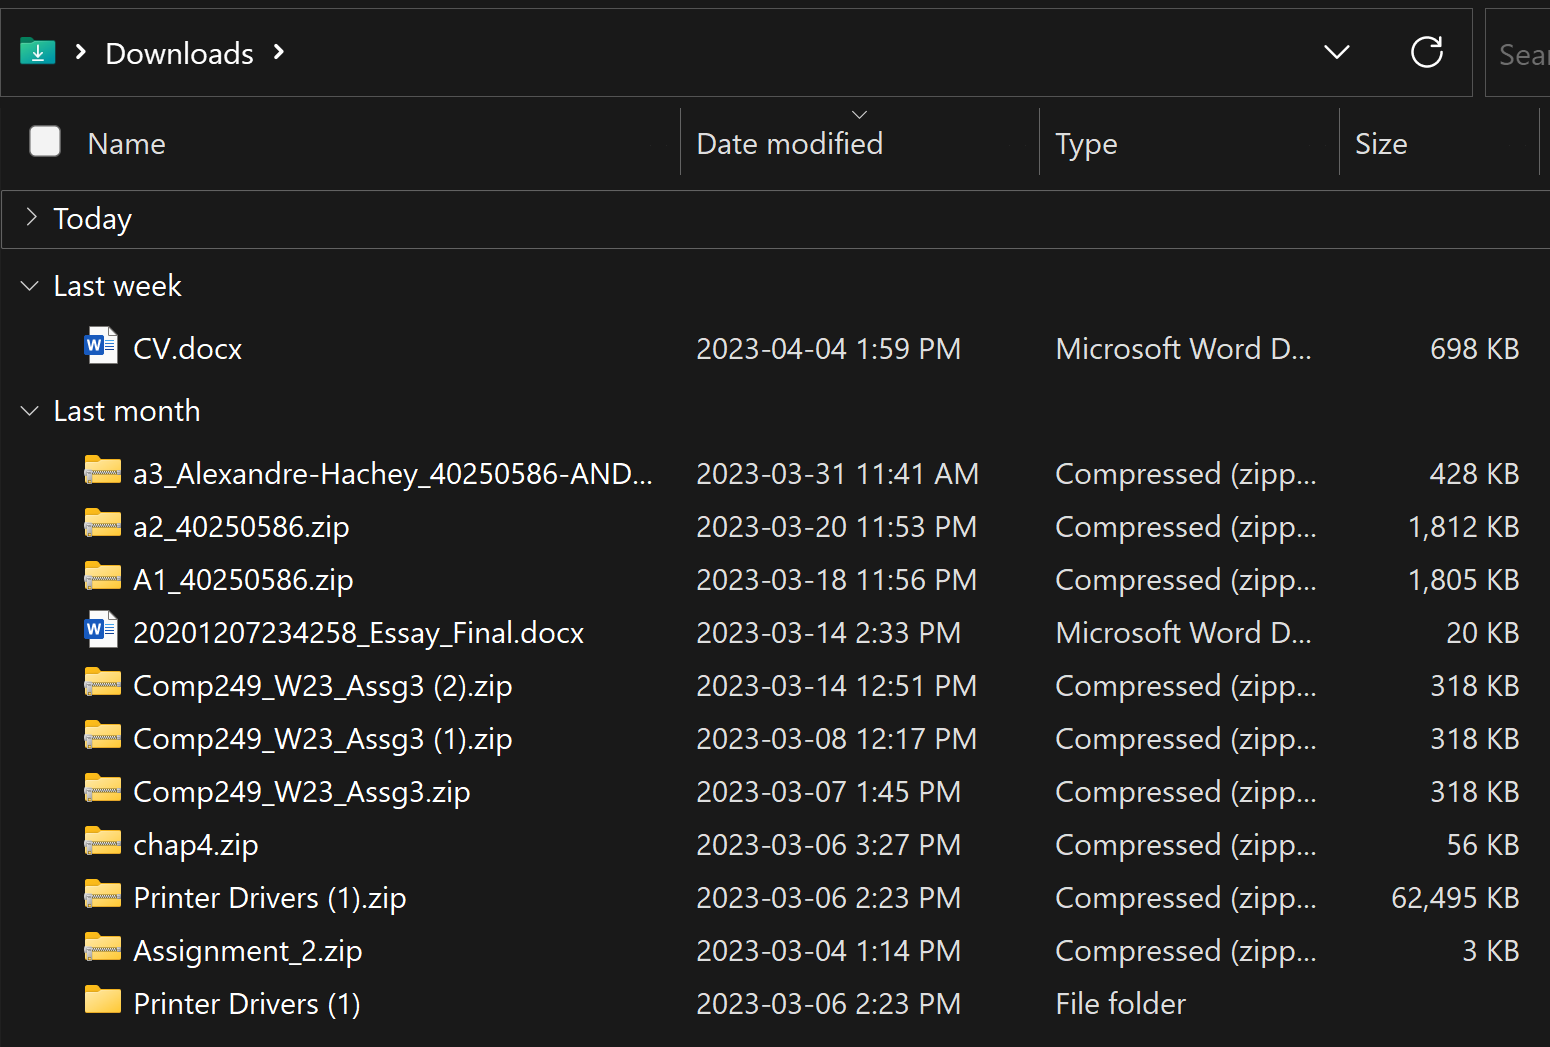 Downloads
Sear
Name Date modified Type Size
Today
Last week
CV.docx 2023-04-04 1:59 PM Microsoft Word D... 698 KB
Last month
a3_Alexandre-Hachey_40250586-AND... 2023-03-31 11:41 AM Compressed (zipp... 428 KB
a2_40250586.zip 2023-03-20 11:53 PM Compressed (zipp... 1,812 KB
A1_40250586.zip 2023-03-18 11:56 PM Compressed (zipp... 1,805 KB
20201207234258_Essay_Final.docx 2023-03-14 2:33 PM Microsoft Word D... 20 KB
Comp249_W23_Assg3 (2).zip 2023-03-14 12:51 PM Compressed (zipp... 318 KB
Comp249_W23_Assg3 (1).zip 2023-03-08 12:17 PM Compressed (zipp... 318 KB
Comp249_W23_Assg3.zip 2023-03-07 1:45 PM Compressed (zipp... 318 KB
chap4.zip 2023-03-06 3:27 PM Compressed (zipp... 56 KB
Printer Drivers (1).zip 2023-03-06 2:23 PM Compressed (zipp... 62,495 KB
Assignment_2.zip 2023-03-04 1:14 PM Compressed (zipp... 3 KB
Printer Drivers (1) 2023-03-06 2:23 PM File folder